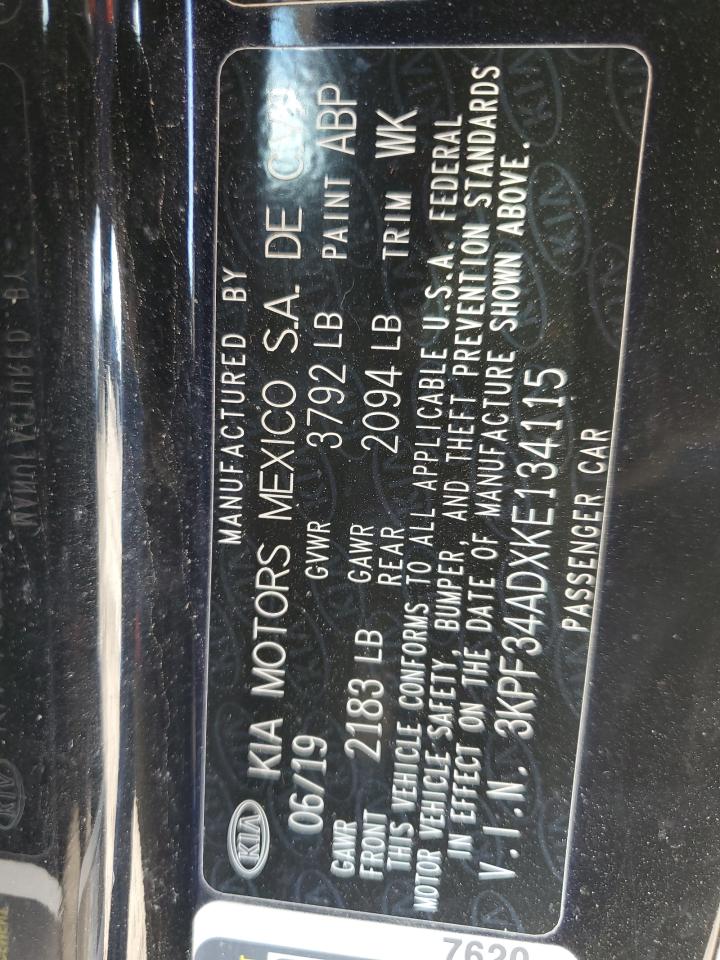 MANUFACTURED BY
KIA KIA MOTORS MEXICO S.A. DE C.V.
06/19 GVWR 3792 LB PAINT ABP
GAWR FRONT 2183 LB GAWR REAR 2094 LB TRIM WK
THIS VEHICLE CONFORMS TO ALL APPLICABLE U.S.A. FEDERAL
MOTOR VEHICLE SAFETY, BUMPER, AND THEFT PREVENTION STANDARDS
IN EFFECT ON THE DATE OF MANUFACTURE SHOWN ABOVE.
V.I.N. 3KPF34ADXKE134115
PASSENGER CAR
7620